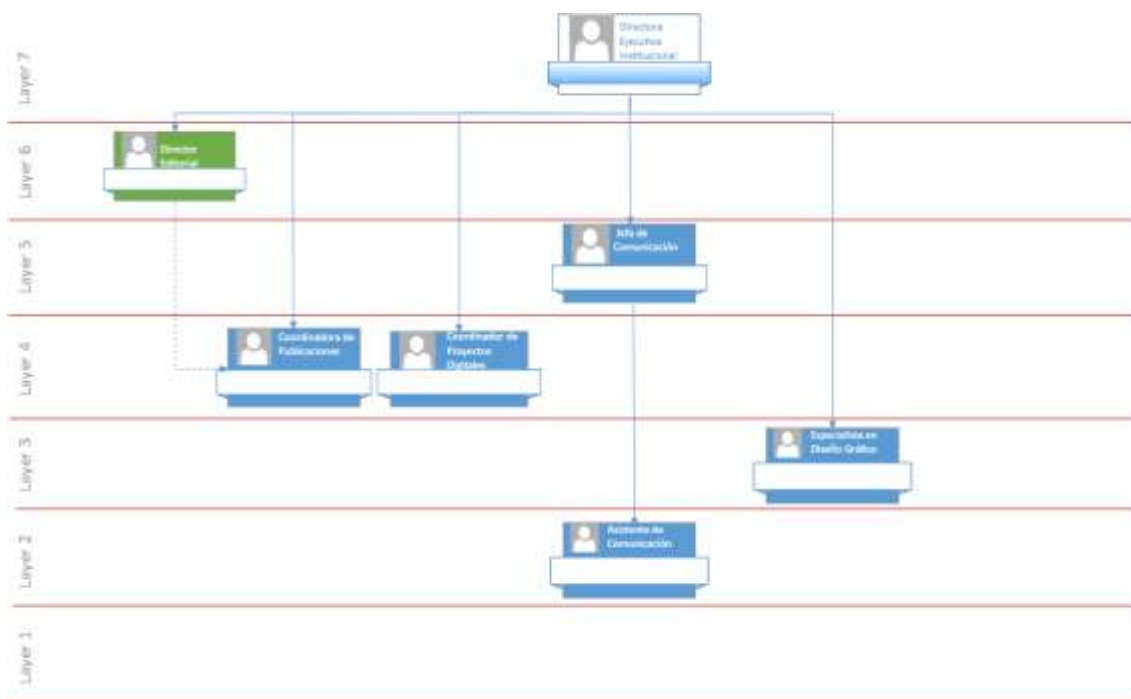 Layer 7
Directora
Ejecutiva
Institucional
Layer 6
Director
Editorial
Layer 5
Jefa de
Comunicación
Layer 4
Coordinadora de
Publicaciones
Coordinador de
Proyectos
Digitales
Layer 3
Especialista en
Diseño Gráfico
Layer 2
Asistente de
Comunicación
Layer 1